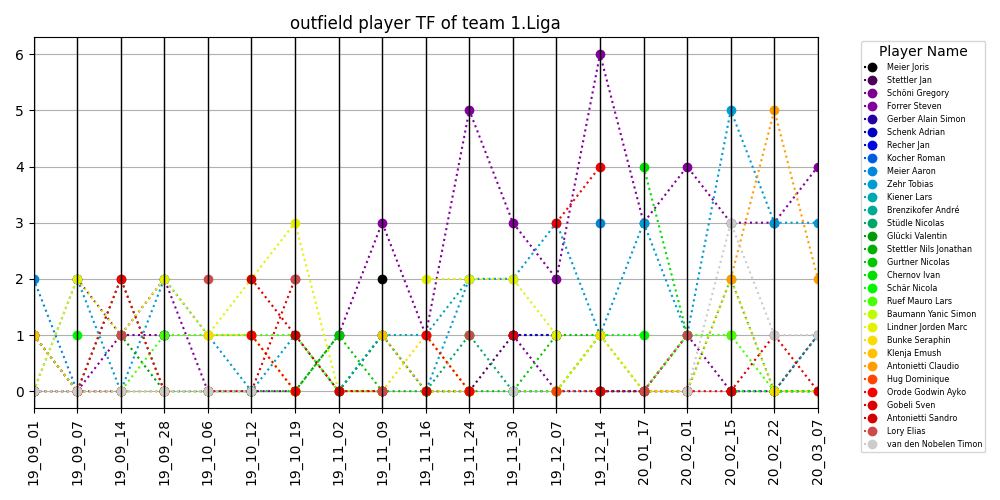 outfield player TF of team 1.Liga
6
5
4
3
2
1
0
19_09_01
19_09_07
19_09_14
19_09_28
19_10_06
19_10_12
19_10_19
19_11_02
19_11_09
19_11_16
19_11_24
19_11_30
19_12_07
19_12_14
20_01_17
20_02_01
20_02_15
20_02_22
20_03_07
Player Name
Meier Joris
Stettler Jan
Schöni Gregory
Forrer Steven
Gerber Alain Simon
Schenk Adrian
Recher Jan
Kocher Roman
Meier Aaron
Zehr Tobias
Kiener Lars
Brenzikofer André
Stüdle Nicolas
Glücki Valentin
Stettler Nils Jonathan
Gurtner Nicolas
Chernov Ivan
Schär Nicola
Ruef Mauro Lars
Baumann Yanic Simon
Lindner Jorden Marc
Bunke Seraphin
Klenja Emush
Antonietti Claudio
Hug Dominique
Orode Godwin Ayko
Gobeli Sven
Antonietti Sandro
Lory Elias
van den Nobelen Timon